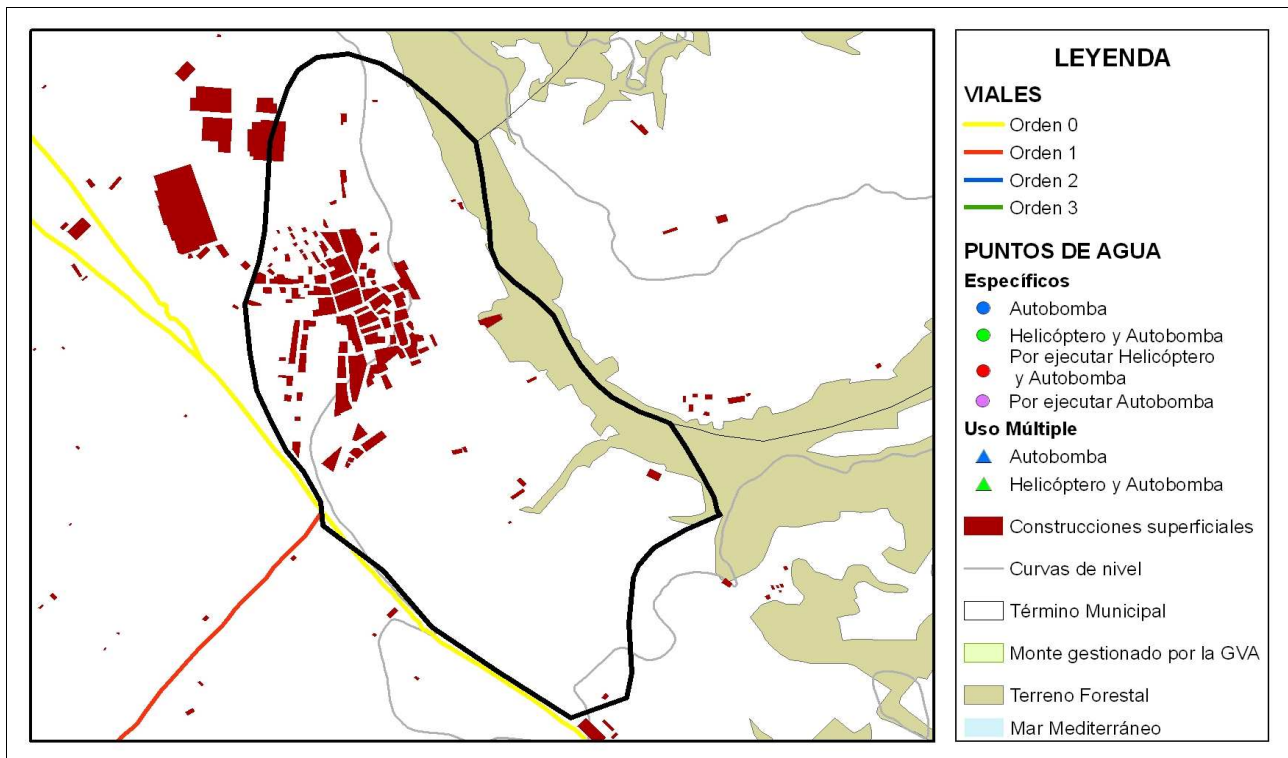 LEYENDA
VIALES
Orden 0
Orden 1
Orden 2
Orden 3
PUNTOS DE AGUA
Específicos
Autobomba
Helicóptero y Autobomba
Por ejecutar Helicóptero
y Autobomba
Por ejecutar Autobomba
Uso Múltiple
Autobomba
Helicóptero y Autobomba
Construcciones superficiales
Curvas de nivel
Término Municipal
Monte gestionado por la GVA
Terreno Forestal
Mar Mediterráneo